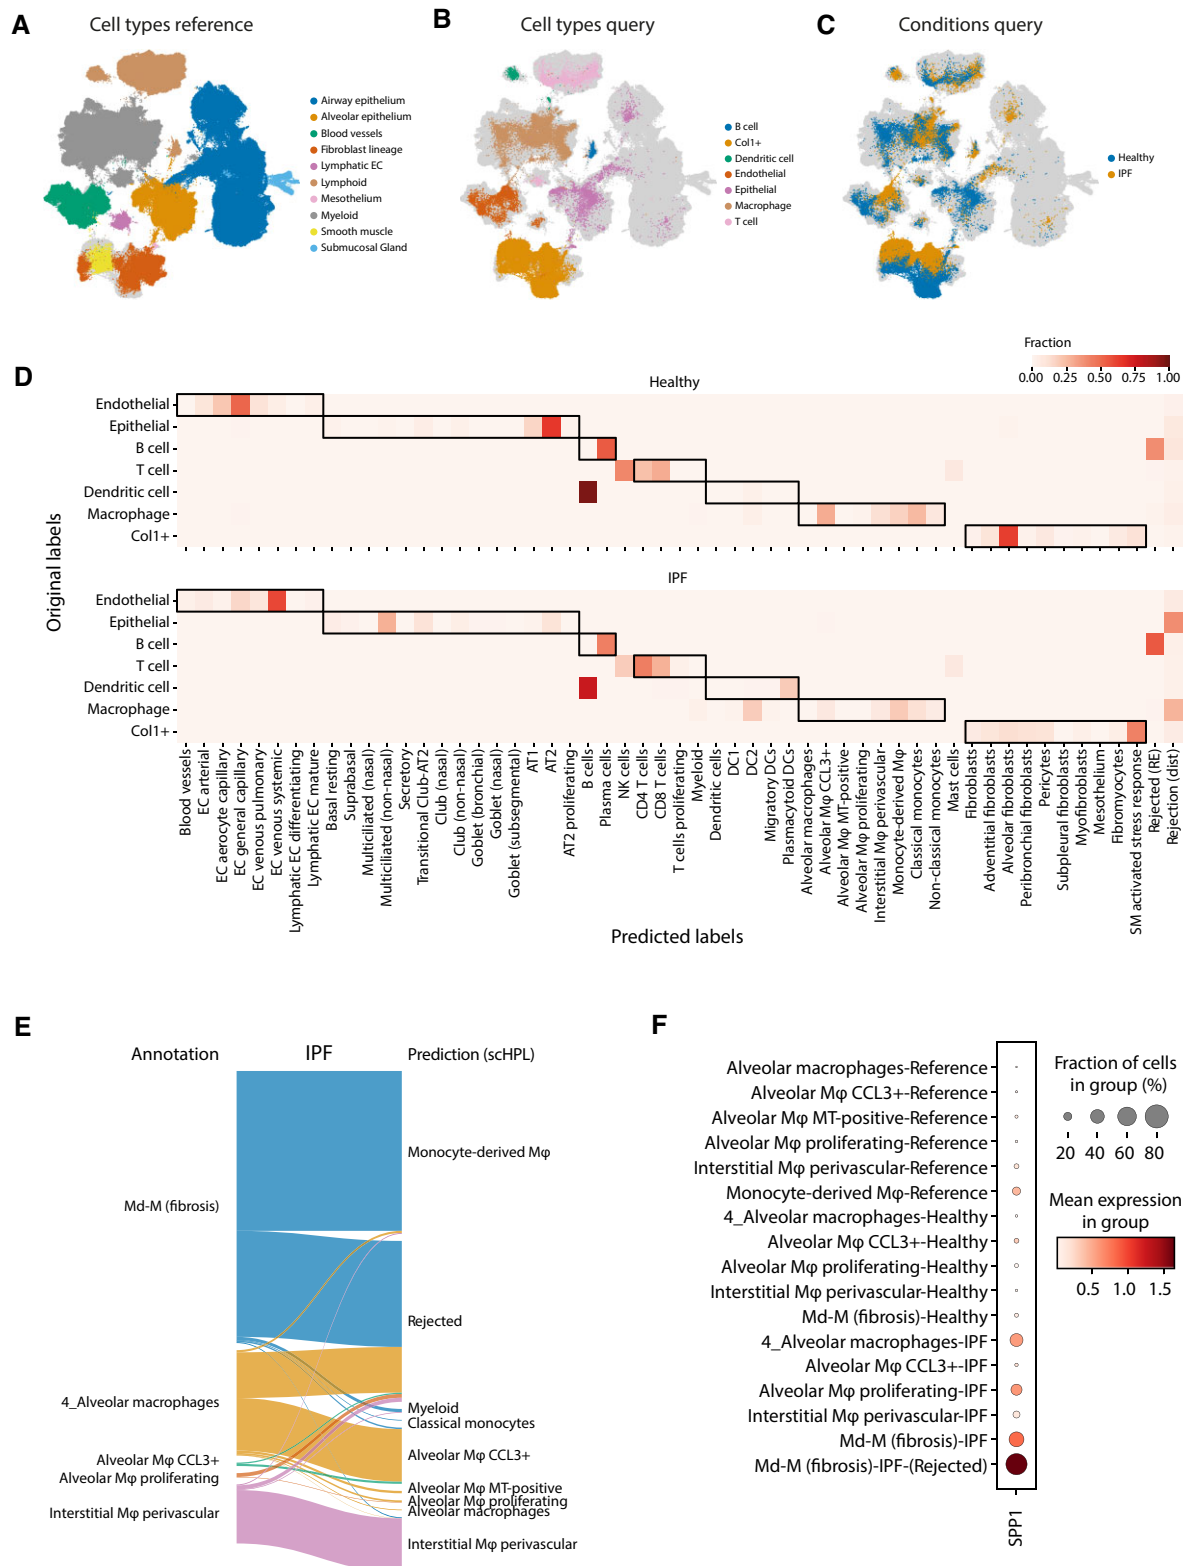 A
Cell types reference
Airway epithelium
Alveolar epithelium
Blood vessels
Fibroblast lineage
Lymphatic EC
Lymphoid
Mesothelium
Myeloid
Smooth muscle
Submucosal Gland
B
Cell types query
B cell
Col1+
Dendritic cell
Endothelial
Epithelial
Macrophage
T cell
C
Conditions query
Healthy
IPF
D
Fraction
0.00 0.25 0.50 0.75 1.00
Healthy
Endothelial
Epithelial
B cell
T cell
Dendritic cell
Macrophage
Col1+
Original labels
IPF
Endothelial
Epithelial
B cell
T cell
Dendritic cell
Macrophage
Col1+
Blood vessels
EC arterial
EC aerocyte capillary
EC general capillary
EC venous pulmonary
EC venous systemic
Lymphatic EC differentiating
Lymphatic EC mature
Basal resting
Suprabasal
Multiciliated (nasal)
Multiciliated (non-nasal)
Secretory
Transitional Club-AT2
Club (nasal)
Club (non-nasal)
Goblet (bronchial)
Goblet (nasal)
Goblet (subsegmental)
AT1
AT2
AT2 proliferating
B cells
Plasma cells
NK cells
CD4 T cells
CD8 T cells
T cells proliferating
Myeloid
Dendritic cells
DC1
DC2
Migratory DCs
Plasmacytoid DCs
Alveolar macrophages
Alveolar Mφ CCL3+
Alveolar Mφ MT-positive
Alveolar Mφ proliferating
Interstitial Mφ perivascular
Monocyte-derived Mφ
Classical monocytes
Non-classical monocytes
Mast cells
Fibroblasts
Adventitial fibroblasts
Alveolar fibroblasts
Peribronchial fibroblasts
Pericytes
Subpleural fibroblasts
Myofibroblasts
Mesothelium
Fibromyocytes
SM activated stress response
Rejected (RE)
Rejection (dist)
Predicted labels
E
Annotation
IPF
Prediction (scHPL)
Md-M (fibrosis)
4_Alveolar macrophages
Alveolar Mφ CCL3+
Alveolar Mφ proliferating
Interstitial Mφ perivascular
Monocyte-derived Mφ
Rejected
Myeloid
Classical monocytes
Alveolar Mφ CCL3+
Alveolar Mφ MT-positive
Alveolar Mφ proliferating
Alveolar macrophages
Interstitial Mφ perivascular
F
Alveolar macrophages-Reference
Alveolar Mφ CCL3+-Reference
Alveolar Mφ MT-positive-Reference
Alveolar Mφ proliferating-Reference
Interstitial Mφ perivascular-Reference
Monocyte-derived Mφ-Reference
4_Alveolar macrophages-Healthy
Alveolar Mφ CCL3+-Healthy
Alveolar Mφ proliferating-Healthy
Interstitial Mφ perivascular-Healthy
Md-M (fibrosis)-Healthy
4_Alveolar macrophages-IPF
Alveolar Mφ CCL3+-IPF
Alveolar Mφ proliferating-IPF
Interstitial Mφ perivascular-IPF
Md-M (fibrosis)-IPF
Md-M (fibrosis)-IPF-(Rejected)
SPP1
Fraction of cells
in group (%)
20 40 60 80
Mean expression
in group
0.5 1.0 1.5